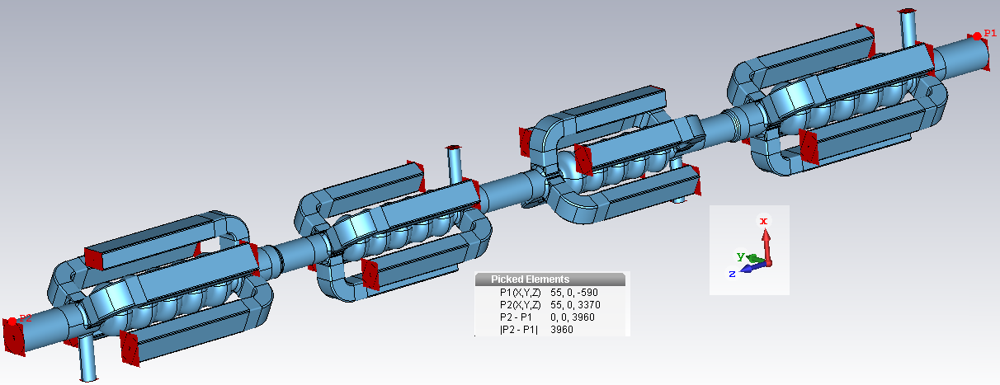 P1
P2
Picked Elements
P1(X,Y,Z) 55, 0, -590
P2(X,Y,Z) 55, 0, 3370
P2 - P1 0, 0, 3960
|P2 - P1| 3960
x
y
z